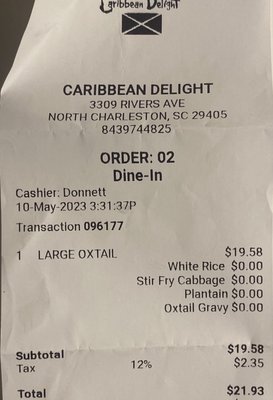 Caribbean Delight
CARIBBEAN DELIGHT
3309 RIVERS AVE
NORTH CHARLESTON, SC 29405
8439744825
ORDER: 02
Dine-In
Cashier: Donnett
10-May-2023 3:31:37P
Transaction 096177
1 LARGE OXTAIL $19.58
White Rice $0.00
Stir Fry Cabbage $0.00
Plantain $0.00
Oxtail Gravy $0.00
Subtotal $19.58
Tax 12% $2.35
Total $21.93